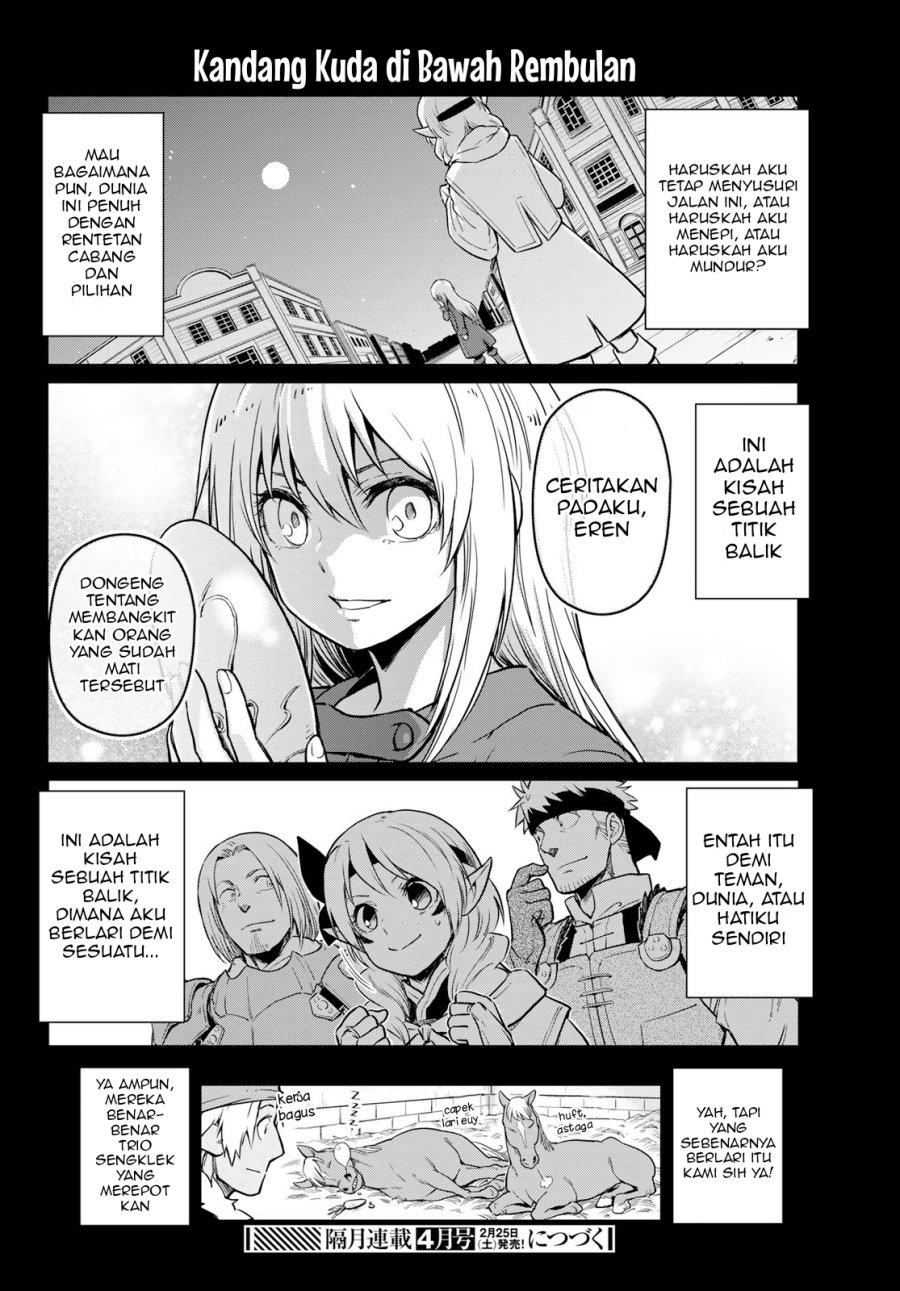 Kandang Kuda di Bawah Rembulan
HARUSKAH AKU
TETAP MENYUSURI
JALAN INI, ATAU
HARUSKAH AKU
MENEPI, ATAU
HARUSKAH AKU
MUNDUR?
MAU
BAGAIMANA
PUN, DUNIA
INI PENUH
DENGAN
RENTETAN
CABANG
DAN
PILIHAN
INI
ADALAH
KISAH
SEBUAH
TITIK
BALIK
CERITAKAN
PADAKU,
EREN
DONGENG
TENTANG
MEMBANGKIT
KAN ORANG
YANG SUDAH
MATI
TERSEBUT
ENTAH ITU
DEMI
TEMAN,
DUNIA, ATAU
HATIKU
SENDIRI
INI ADALAH
KISAH
SEBUAH TITIK
BALIK,
DIMANA AKU
BERLARI DEMI
SESUATU...
YAH, TAPI
YANG
SEBENARNYA
BERLARI ITU
KAMI SIH YA!
huft,
astaga
capek
lari euy
Z Z Z Z
kerja
bagus
YA AMPUN,
MEREKA
BENAR-
BENAR
TRIO
SENGKLEK
YANG
MEREPOT
KAN
隔月連載 4月号 2月25日(土)発売! につづく